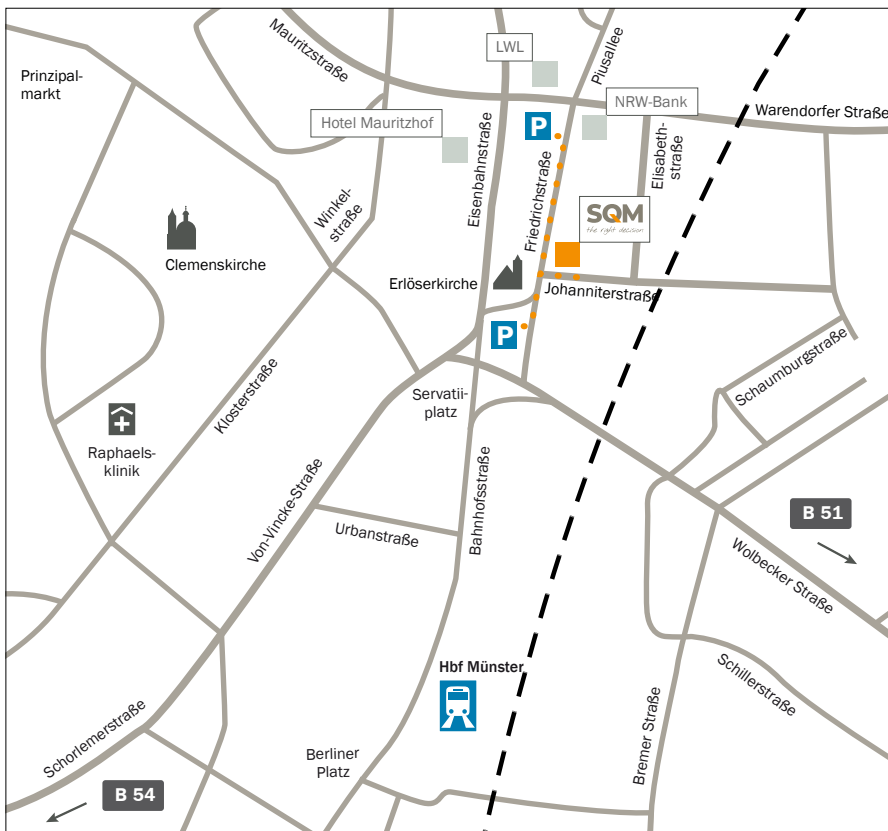 LWL
Piusallee
Mauritzstraße
Prinzipal-
markt
NRW-Bank
Warendorfer Straße
Hotel Mauritzhof
P
Eisenbahnstraße
Friedrichstraße
Elisabeth-
straße
Winkel-
straße
SQM
the right decision
Clemenskirche
Erlöserkirche
Johanniterstraße
P
Schaumburgstraße
Klosterstraße
Servatii-
platz
Raphaels-
klinik
Von-Vincke-Straße
Bahnhofsstraße
B 51
Urbanstraße
Wolbecker Straße
Hbf Münster
Schillerstraße
Schorlemerstraße
Bremer Straße
Berliner
Platz
B 54